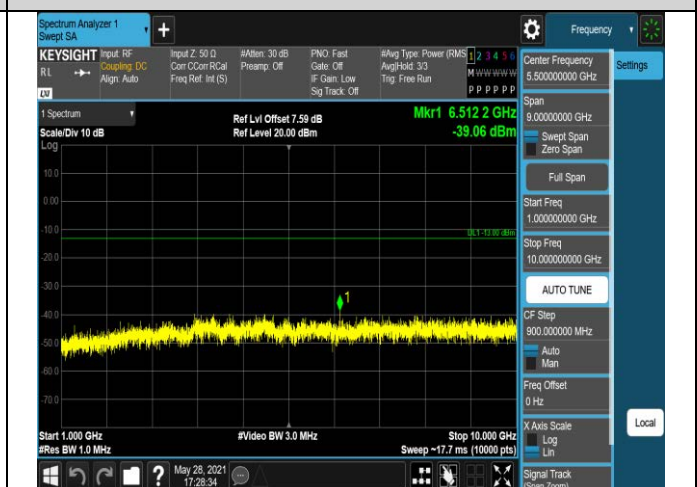 Spectrum Analyzer 1
Swept SA
Frequency
KEYSIGHT
RL
Input: RF
Coupling: DC
Align: Auto
Input Z: 50 Ω
Corr CCorr RCal
Freq Ref: Int (S)
#Atten: 30 dB
Preamp: Off
PNO: Fast
Gate: Off
IF Gain: Low
Sig Track: Off
#Avg Type: Power (RMS
Avg|Hold: 3/3
Trig: Free Run
1 2 3 4 5 6
M W W W W W
P P P P P P
LXI
1 Spectrum
Scale/Div 10 dB
Log
Ref Lvl Offset 7.59 dB
Ref Level 20.00 dBm
Mkr1 6.512 2 GHz
-39.06 dBm
10.0
0.00
-10.0
-20.0
-30.0
-40.0
-50.0
-60.0
-70.0
DL1 -13.00 dBm
1
Start 1.000 GHz
#Res BW 1.0 MHz
#Video BW 3.0 MHz
Stop 10.000 GHz
Sweep ~17.7 ms (10000 pts)
?
May 28, 2021
17:28:34
Center Frequency
5.500000000 GHz
Settings
Span
9.00000000 GHz
Swept Span
Zero Span
Full Span
Start Freq
1.000000000 GHz
Stop Freq
10.000000000 GHz
AUTO TUNE
CF Step
900.000000 MHz
Auto
Man
Freq Offset
0 Hz
X Axis Scale
Log
Lin
Local
Signal Track
(Span Zoom)